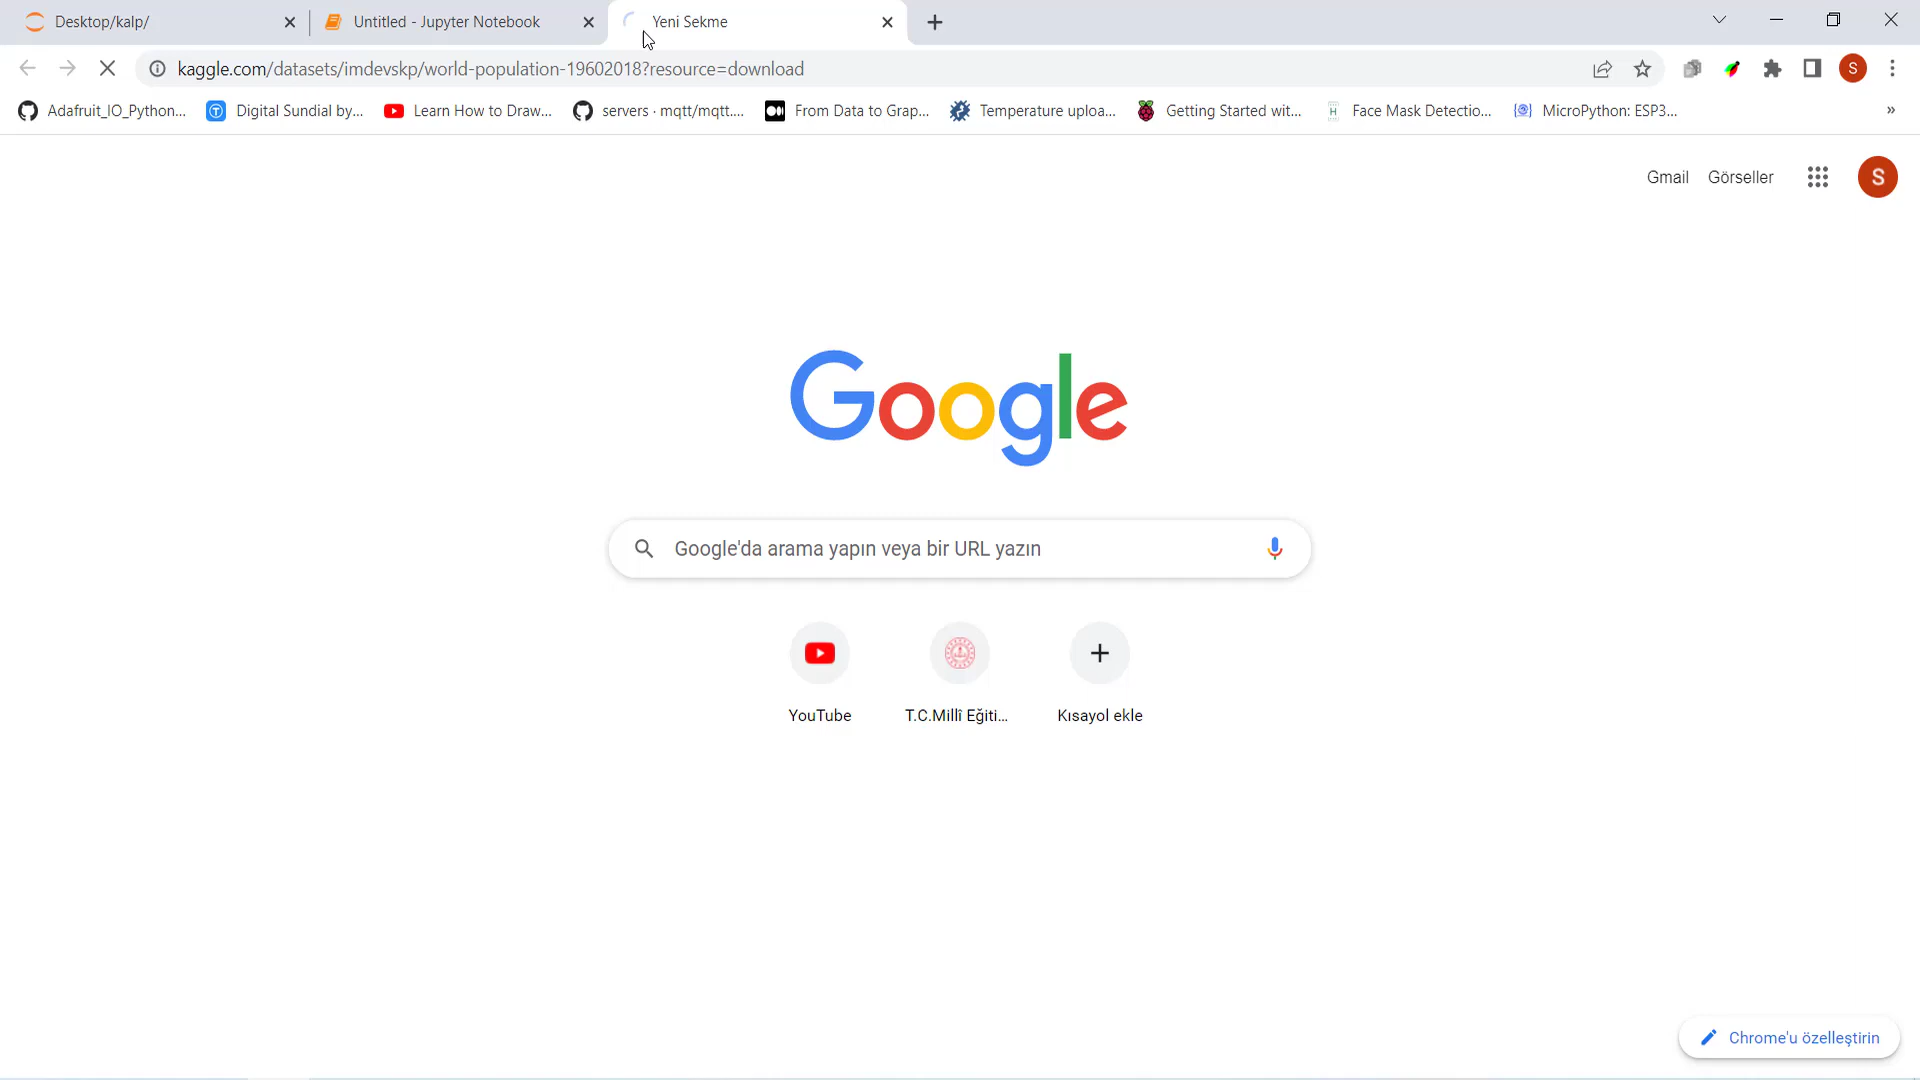 Desktop/kalp/
Untitled - Jupyter Notebook
Yeni Sekme
kaggle.com/datasets/imdevskp/world-population-19602018?resource=download
S
Adafruit_IO_Python...
Digital Sundial by...
Learn How to Draw...
servers · mqtt/mqtt....
From Data to Grap...
Temperature uploa...
Getting Started wit...
H
Face Mask Detectio...
MicroPython: ESP3...
»
Gmail
Görseller
S
Google
Google'da arama yapın veya bir URL yazın
YouTube
T.C.Millî Eğiti...
Kısayol ekle
Chrome'u özelleştirin